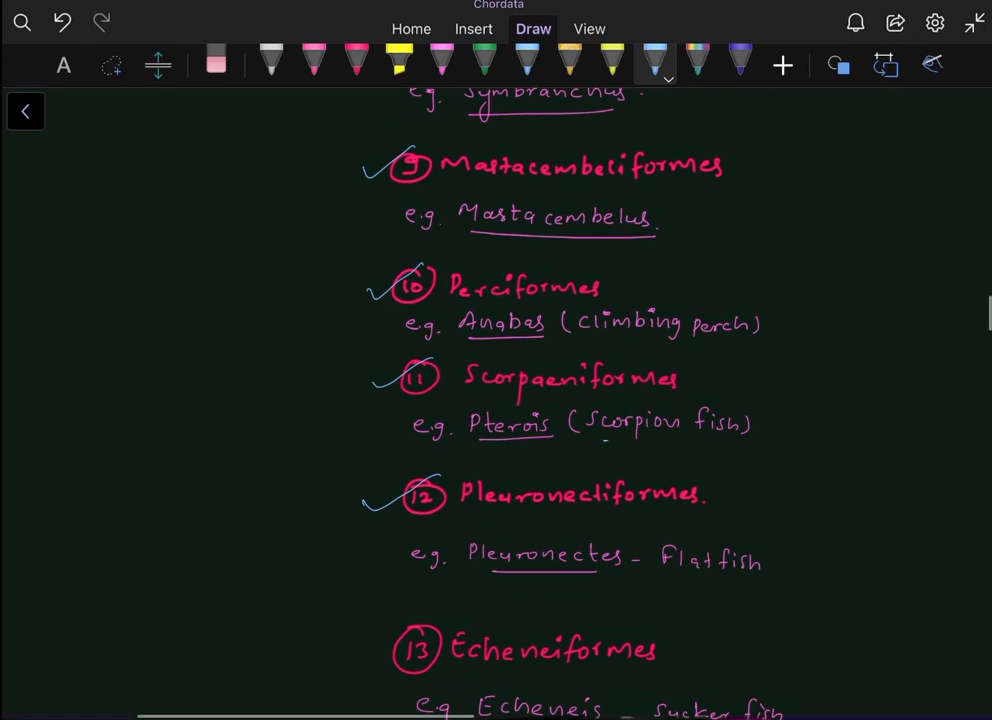 Chordata
Home Insert Draw View
A
e.g. Symbranchus.
9 Mastacembeliformes
e.g. Mastacembelus.
10 Perciformes
e.g. Anabas (Climbing perch)
11 Scorpaeniformes
e.g. Pterois (Scorpion fish)
12 Pleuronectiformes.
e.g. Pleuronectes - Flatfish
13 Echeneiformes
e.g Echeneis - sucker fish